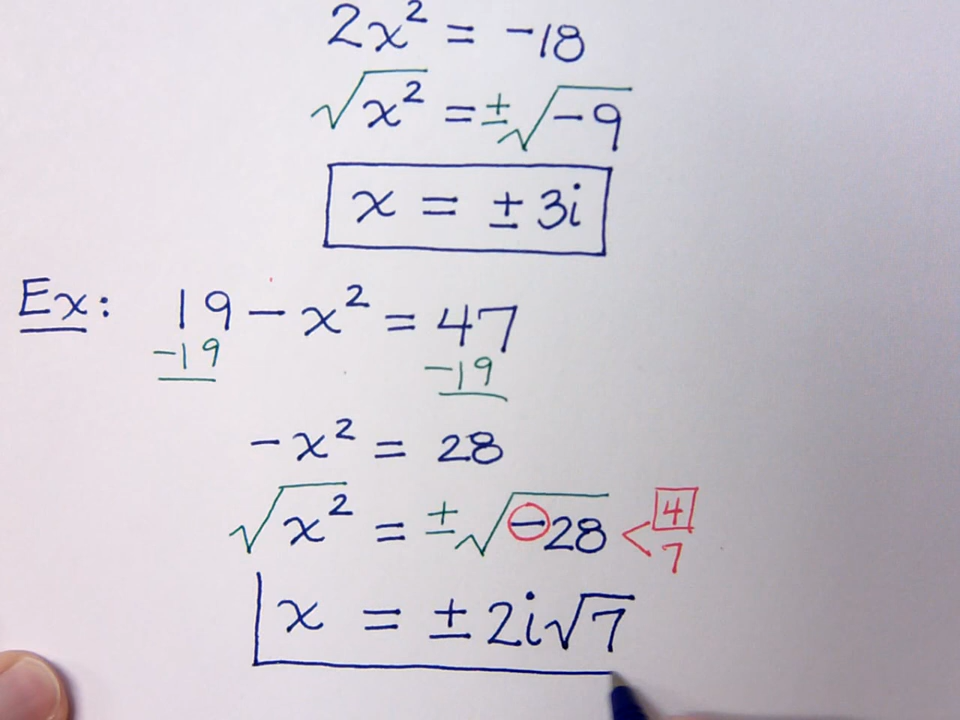 2x² = -18
√x² = ±√-9
x = ±3i
Ex: 19 - x² = 47
-19 -19
-x² = 28
√x² = ±√-28 < 4
7
x = ±2i√7